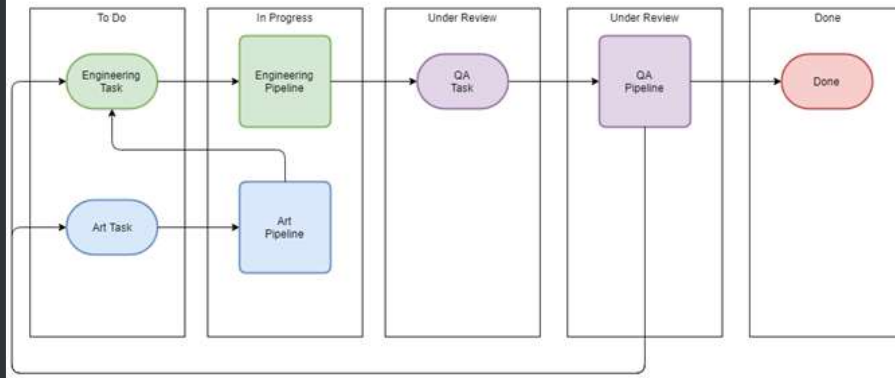 To Do
In Progress
Under Review
Under Review
Done
Engineering
Task
Engineering
Pipeline
QA
Task
QA
Pipeline
Done
Art Task
Art
Pipeline